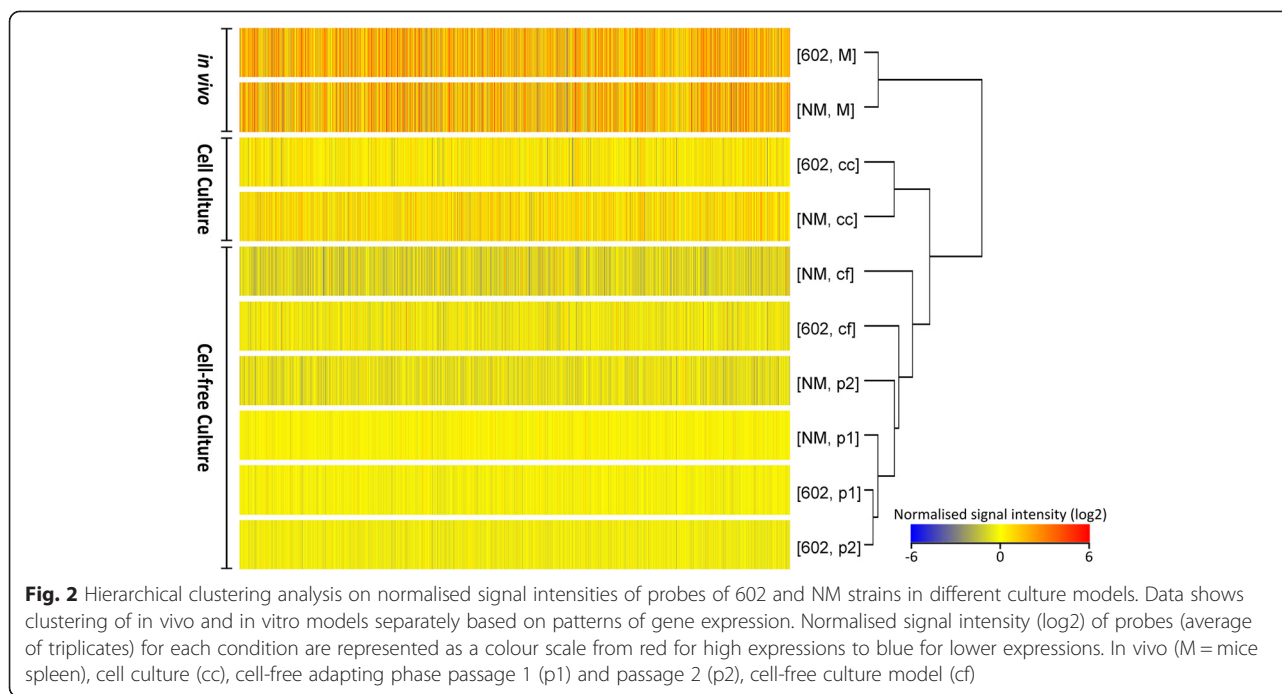 in vivo
Cell Culture
Cell-free Culture
[602, M]
[NM, M]
[602, cc]
[NM, cc]
[NM, cf]
[602, cf]
[NM, p2]
[NM, p1]
[602, p1]
[602, p2]
Normalised signal intensity (log2)
-6 0 6
Fig. 2 Hierarchical clustering analysis on normalised signal intensities of probes of 602 and NM strains in different culture models. Data shows
clustering of in vivo and in vitro models separately based on patterns of gene expression. Normalised signal intensity (log2) of probes (average
of triplicates) for each condition are represented as a colour scale from red for high expressions to blue for lower expressions. In vivo (M = mice
spleen), cell culture (cc), cell-free adapting phase passage 1 (p1) and passage 2 (p2), cell-free culture model (cf)